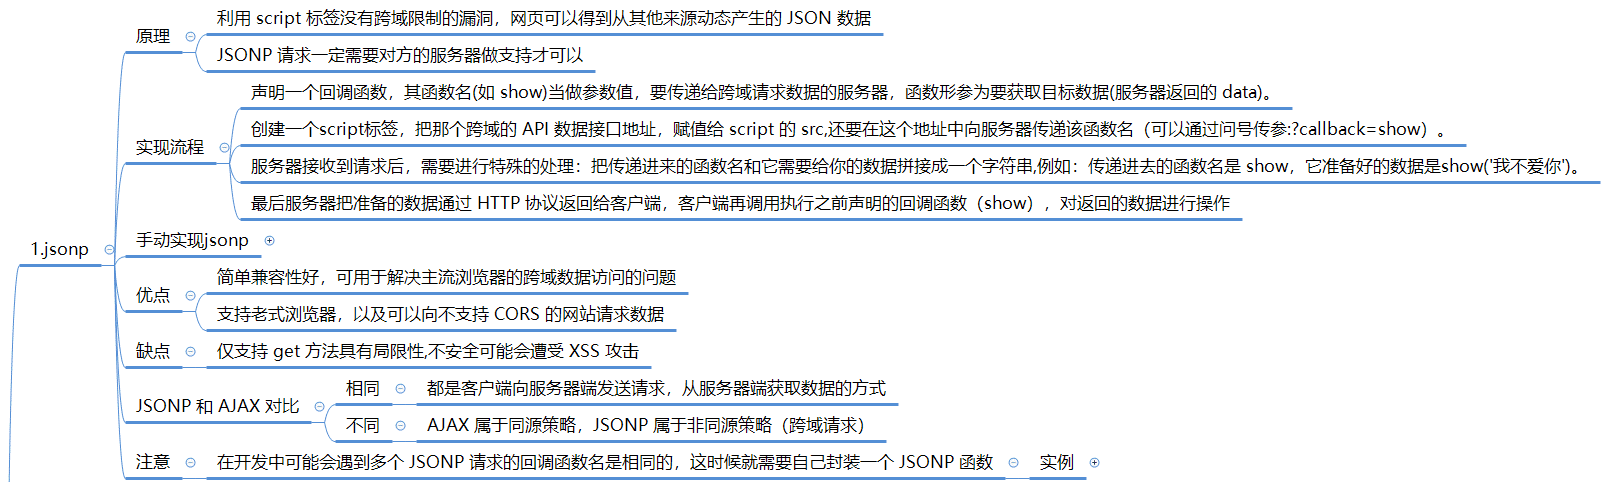 1.jsonp
原理
利用 script 标签没有跨域限制的漏洞，网页可以得到从其他来源动态产生的 JSON 数据
JSONP 请求一定需要对方的服务器做支持才可以
实现流程
声明一个回调函数，其函数名(如 show)当做参数值，要传递给跨域请求数据的服务器，函数形参为要获取目标数据(服务器返回的 data)。
创建一个script标签，把那个跨域的 API 数据接口地址，赋值给 script 的 src,还要在这个地址中向服务器传递该函数名（可以通过问号传参:?callback=show）。
服务器接收到请求后，需要进行特殊的处理：把传递进来的函数名和它需要给你的数据拼接成一个字符串,例如：传递进去的函数名是 show，它准备好的数据是show('我不爱你')。
最后服务器把准备的数据通过 HTTP 协议返回给客户端，客户端再调用执行之前声明的回调函数（show），对返回的数据进行操作
手动实现jsonp
优点
简单兼容性好，可用于解决主流浏览器的跨域数据访问的问题
支持老式浏览器，以及可以向不支持 CORS 的网站请求数据
缺点
仅支持 get 方法具有局限性,不安全可能会遭受 XSS 攻击
JSONP 和 AJAX 对比
相同
都是客户端向服务器端发送请求，从服务器端获取数据的方式
不同
AJAX 属于同源策略，JSONP 属于非同源策略（跨域请求）
注意
在开发中可能会遇到多个 JSONP 请求的回调函数名是相同的，这时候就需要自己封装一个 JSONP 函数
实例